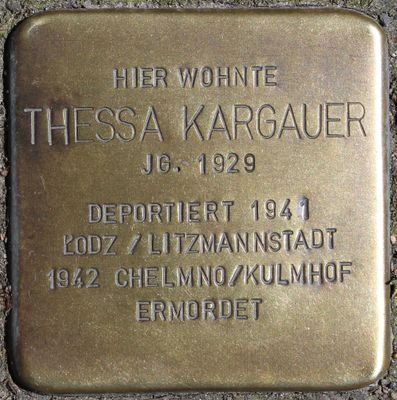 HIER WOHNTE
THESSA KARGAUER
JG. 1929
DEPORTIERT 1941
ŁODZ / LITZMANNSTADT
1942 CHELMNO/KULMHOF
ERMORDET